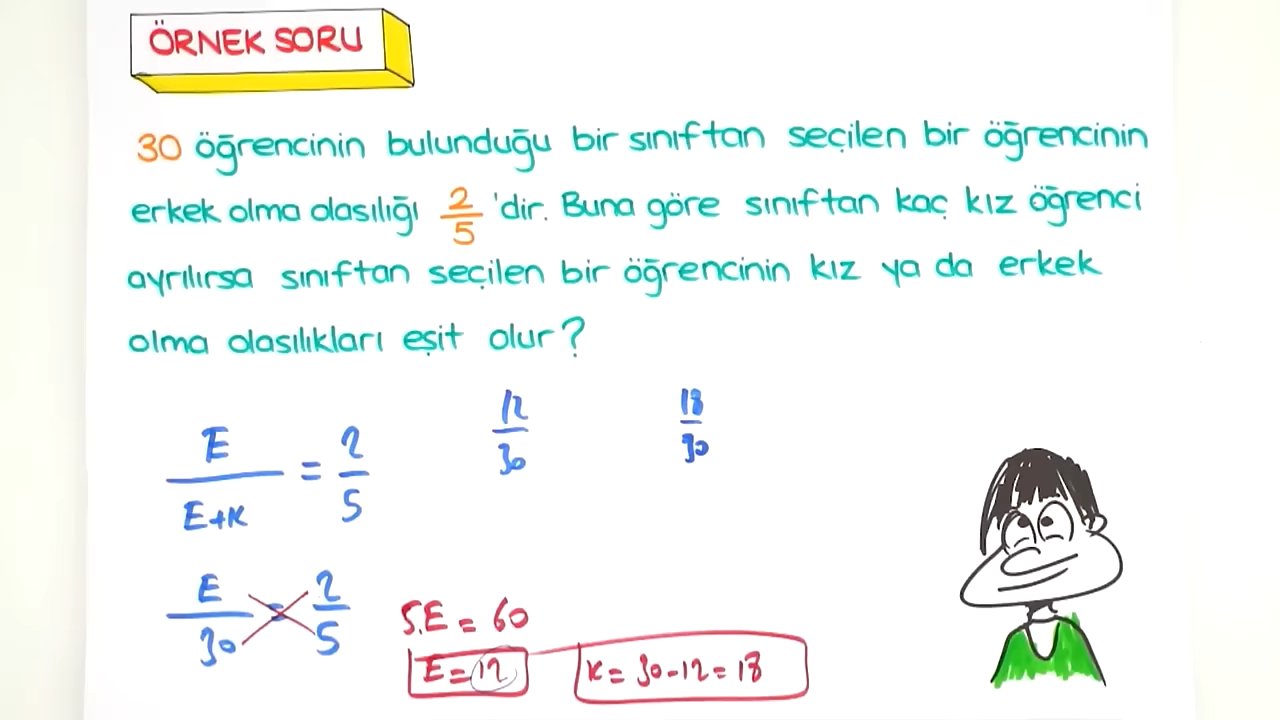 ÖRNEK SORU
30 öğrencinin bulunduğu bir sınıftan seçilen bir öğrencinin
erkek olma olasılığı 2/5 'dir. Buna göre sınıftan kaç kız öğrenci
ayrılırsa sınıftan seçilen bir öğrencinin kız ya da erkek
olma olasılıkları eşit olur?
12/30 18/30
E/E+K = 2/5
E/30 = 2/5
5.E = 60
E = 12 K = 30-12 = 18